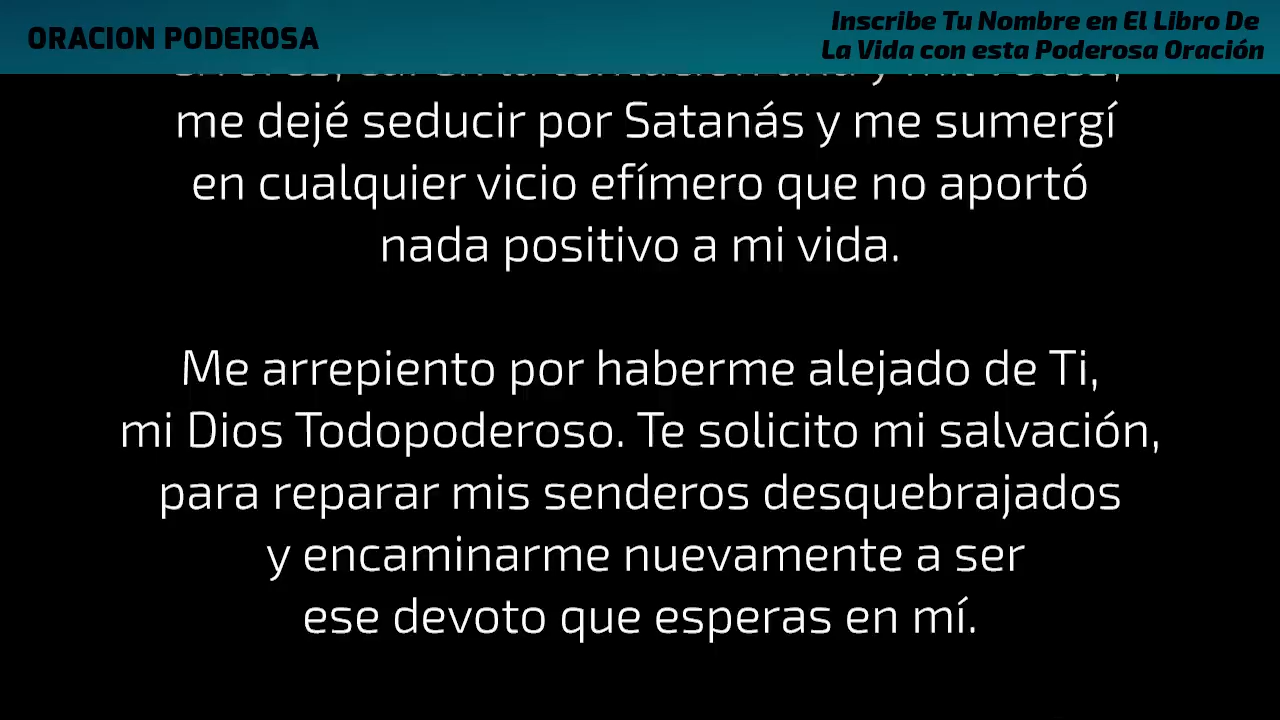 ORACION PODEROSA
Inscribe Tu Nombre en El Libro De
La Vida con esta Poderosa Oración
me dejé seducir por Satanás y me sumergí
en cualquier vicio efímero que no aportó
nada positivo a mi vida.
Me arrepiento por haberme alejado de Ti,
mi Dios Todopoderoso. Te solicito mi salvación,
para reparar mis senderos desquebrajados
y encaminarme nuevamente a ser
ese devoto que esperas en mí.